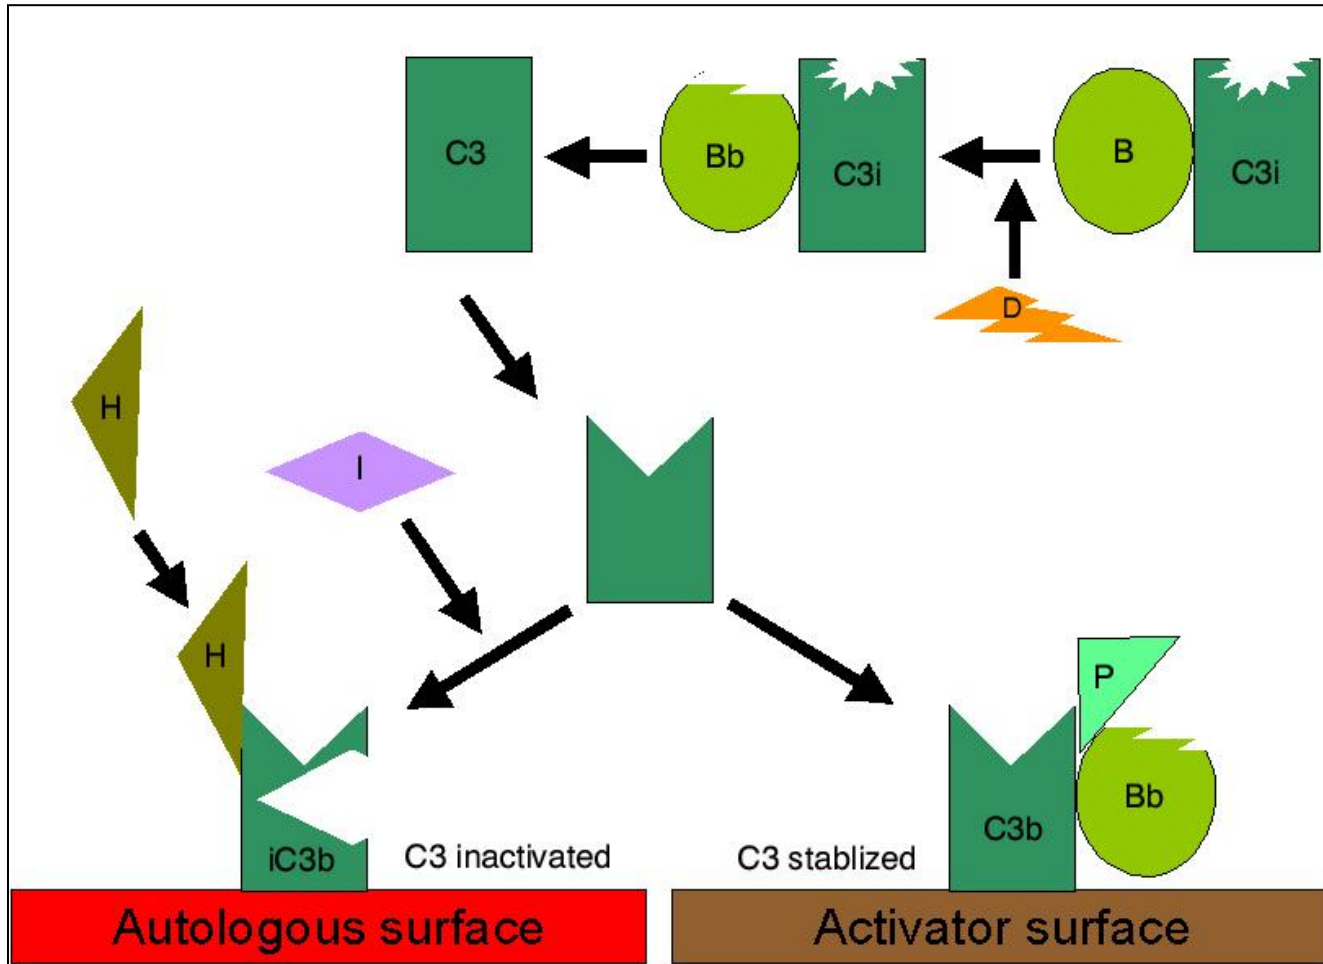 C3
Bb
C3i
B
C3i
D
H
I
H
P
Bb
C3b
iC3b
C3 inactivated
C3 stablized
Autologous surface
Activator surface